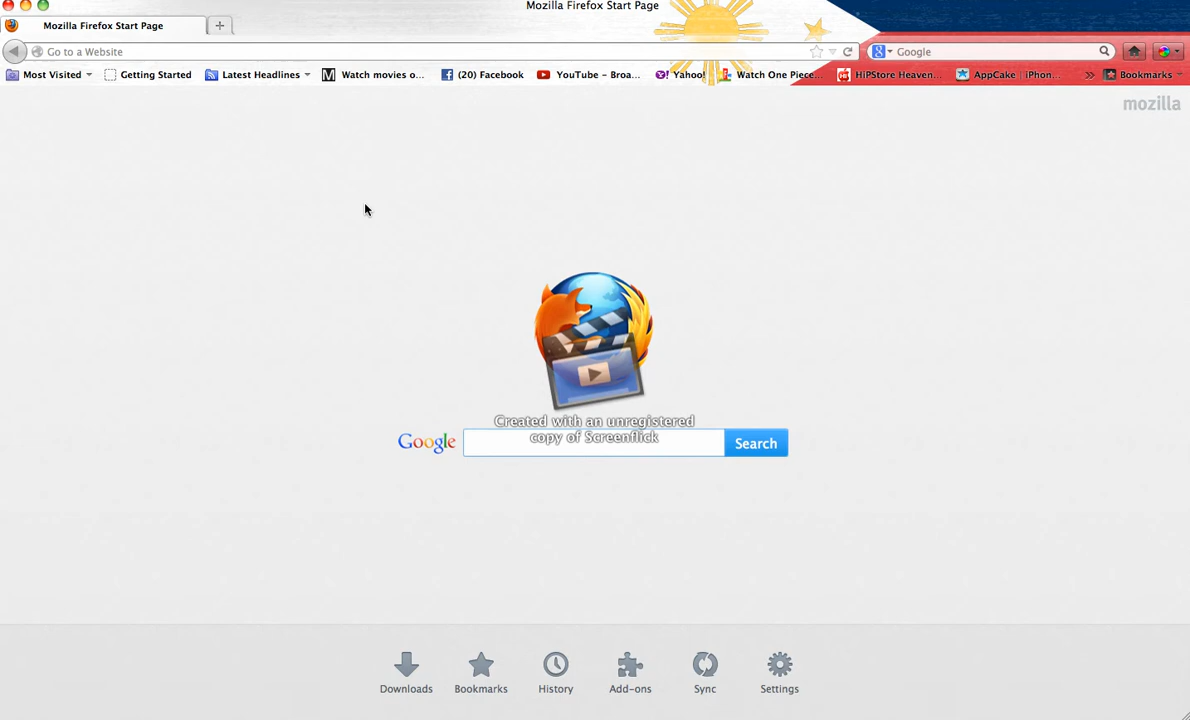 Mozilla Firefox Start Page
Mozilla Firefox Start Page
Go to a Website
Google
Most Visited
Getting Started
Latest Headlines
Watch movies o...
(20) Facebook
YouTube – Broa...
Yahoo!
Watch One Piece...
HiPStore Heaven...
AppCake | iPhon...
Bookmarks
mozilla
Created with an unregistered
copy of Screenflick
Google
Search
Downloads
Bookmarks
History
Add-ons
Sync
Settings